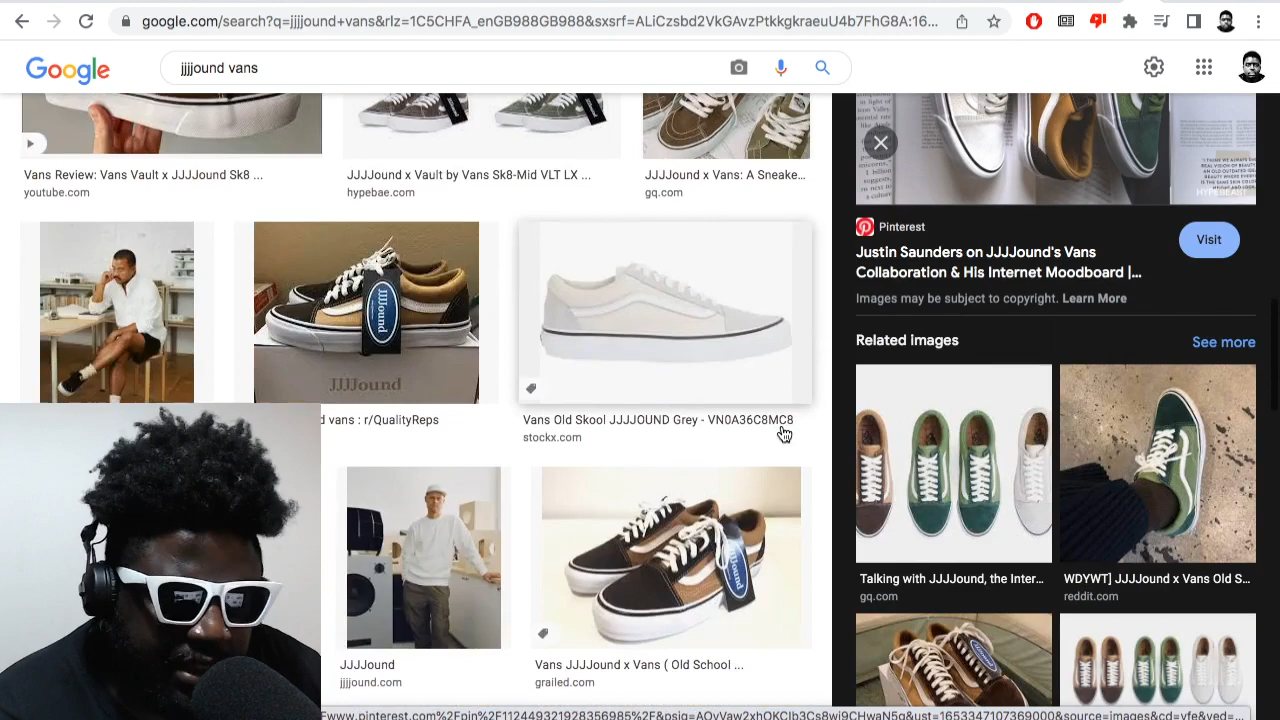 google.com/search?q=jjjjound+vans&rlz=1C5CHFA_enGB988GB988&sxsrf=ALiCzsbd2VkGAvzPtkkgkraeuU4b7FhG8A:16...
Google
jjjjound vans
Vans Review: Vans Vault x JJJJound Sk8 ...
youtube.com
JJJJound x Vault by Vans Sk8-Mid VLT LX ...
hypebae.com
JJJJound x Vans: A Sneake...
gq.com
HYPEBEAST
Pinterest
Visit
Justin Saunders on JJJJound's Vans
Collaboration & His Internet Moodboard |...
Images may be subject to copyright. Learn More
JJJJound
JJJJound
d vans : r/QualityReps
Vans Old Skool JJJJOUND Grey - VN0A36C8MC8
stockx.com
Related images
See more
Talking with JJJJound, the Inter...
gq.com
WDYWT] JJJJound x Vans Old S...
reddit.com
JJJJound
JJJJound
jjjjound.com
Vans JJJJound x Vans ( Old School ...
grailed.com